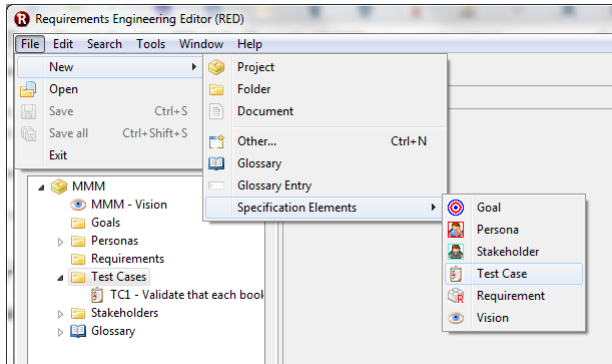 Requirements Engineering Editor (RED)
File Edit Search Tools Window Help
New
Open
Save Ctrl+S
Save all Ctrl+Shift+S
Exit
Project
Folder
Document
Other... Ctrl+N
Glossary
Glossary Entry
Specification Elements
Goal
Persona
Stakeholder
Test Case
Requirement
Vision
MMM
MMM - Vision
Goals
Personas
Requirements
Test Cases
TC1 - Validate that each book
Stakeholders
Glossary